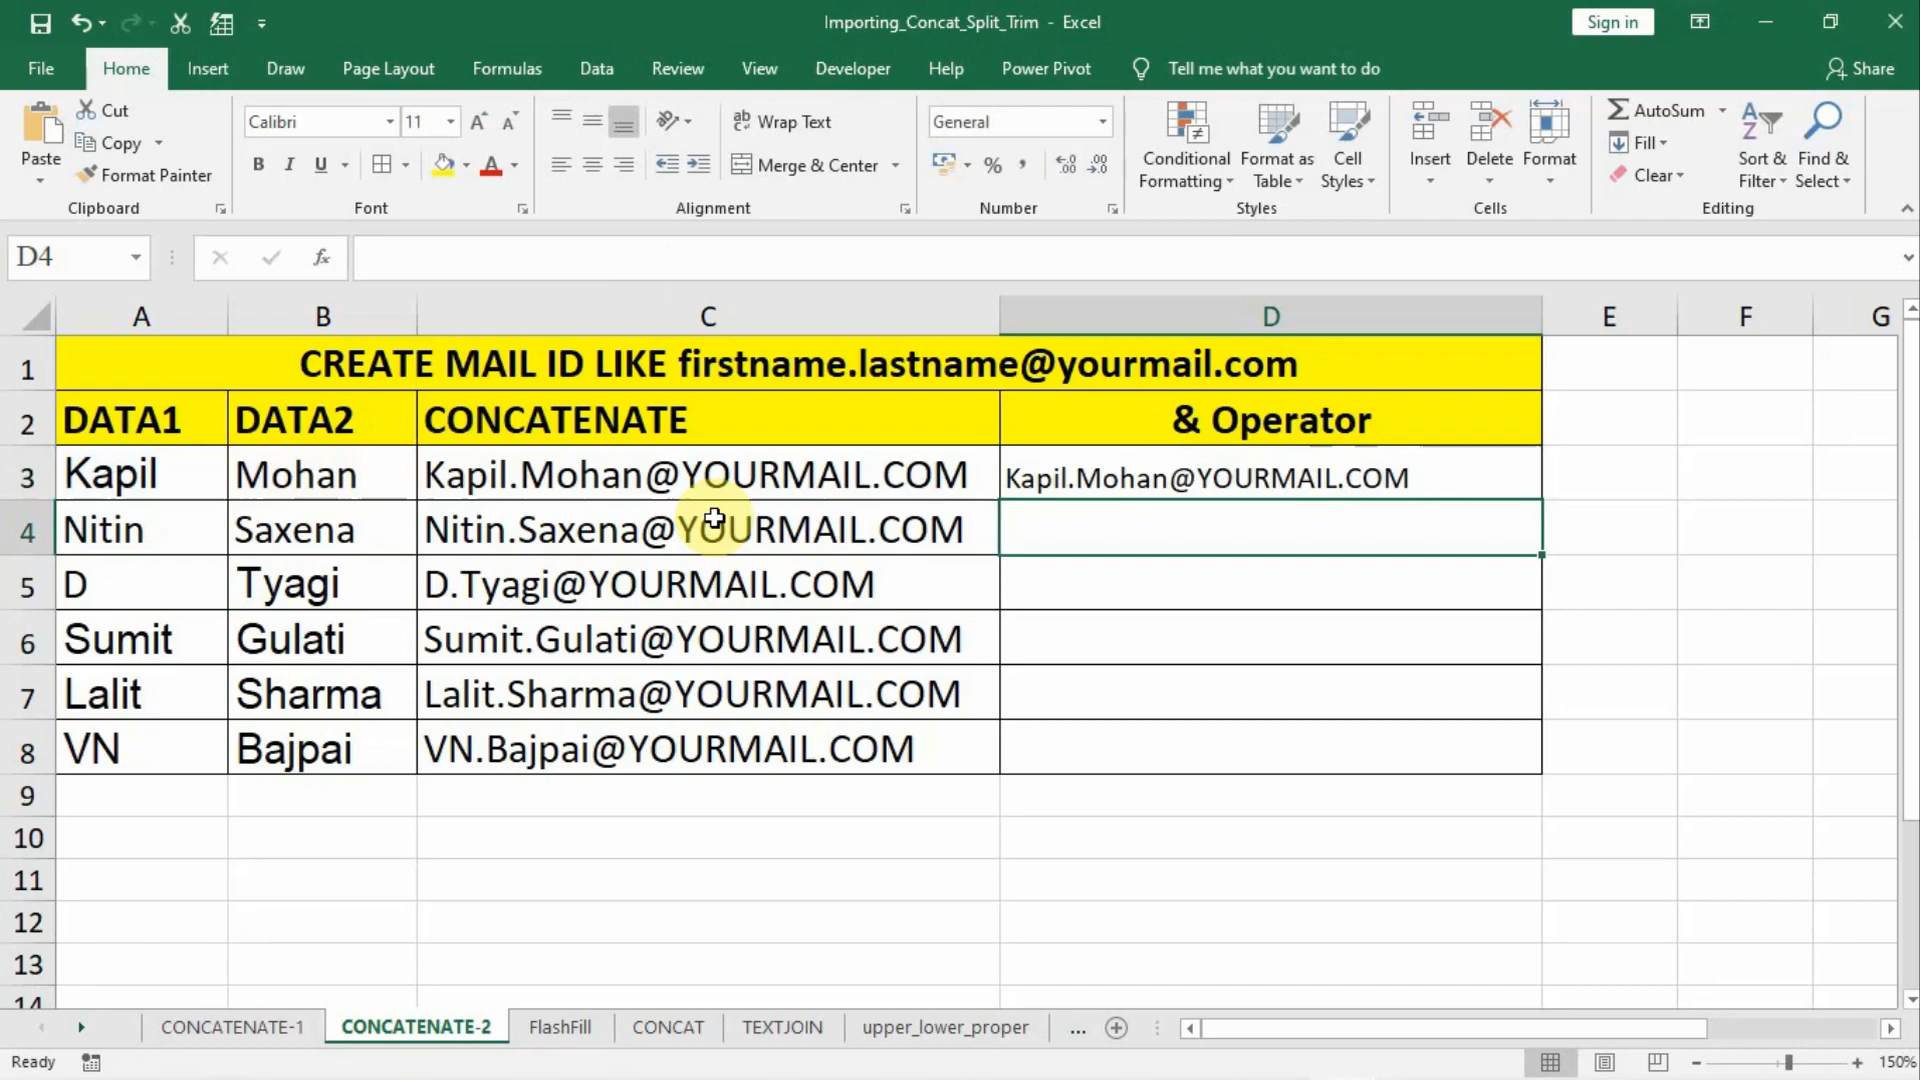 Importing_Concat_Split_Trim - Excel
Sign in
File Home Insert Draw Page Layout Formulas Data Review View Developer Help Power Pivot Tell me what you want to do Share
Paste
Cut
Copy
Format Painter
Clipboard
Calibri 11
B I U
Font
Wrap Text
Merge & Center
Alignment
General
%
Number
Conditional Formatting
Format as Table
Cell Styles
Styles
Insert Delete Format
Cells
AutoSum
Fill
Clear
Sort & Filter
Find & Select
Editing
D4 fx
A B C D E F G
1 CREATE MAIL ID LIKE firstname.lastname@yourmail.com
2 DATA1 DATA2 CONCATENATE & Operator
3 Kapil Mohan Kapil.Mohan@YOURMAIL.COM Kapil.Mohan@YOURMAIL.COM
4 Nitin Saxena Nitin.Saxena@YOURMAIL.COM
5 D Tyagi D.Tyagi@YOURMAIL.COM
6 Sumit Gulati Sumit.Gulati@YOURMAIL.COM
7 Lalit Sharma Lalit.Sharma@YOURMAIL.COM
8 VN Bajpai VN.Bajpai@YOURMAIL.COM
9
10
11
12
13
14
CONCATENATE-1 CONCATENATE-2 FlashFill CONCAT TEXTJOIN upper_lower_proper ...
Ready 150%